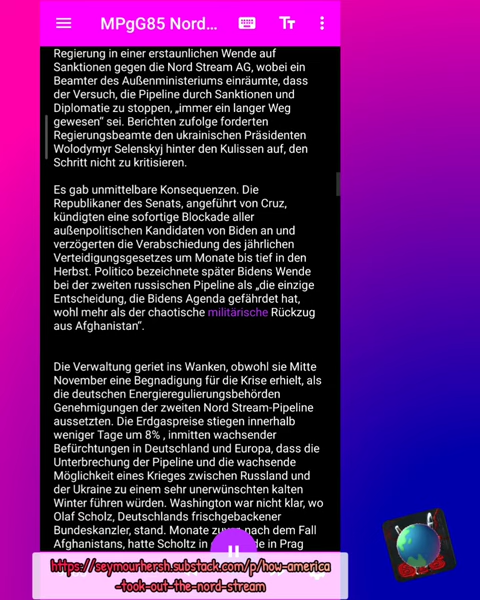 MPgG85 Nord...
Regierung in einer erstaunlichen Wende auf
Sanktionen gegen die Nord Stream AG, wobei ein
Beamter des Außenministeriums einräumte, dass
der Versuch, die Pipeline durch Sanktionen und
Diplomatie zu stoppen, „immer ein langer Weg
gewesen“ sei. Berichten zufolge forderten
Regierungsbeamte den ukrainischen Präsidenten
Wolodymyr Selenskyj hinter den Kulissen auf, den
Schritt nicht zu kritisieren.
Es gab unmittelbare Konsequenzen. Die
Republikaner des Senats, angeführt von Cruz,
kündigten eine sofortige Blockade aller
außenpolitischen Kandidaten von Biden an und
verzögerten die Verabschiedung des jährlichen
Verteidigungsgesetzes um Monate bis tief in den
Herbst. Politico bezeichnete später Bidens Wende
bei der zweiten russischen Pipeline als „die einzige
Entscheidung, die Bidens Agenda gefährdet hat,
wohl mehr als der chaotische militärische Rückzug
aus Afghanistan“.
Die Verwaltung geriet ins Wanken, obwohl sie Mitte
November eine Begnadigung für die Krise erhielt, als
die deutschen Energieregulierungsbehörden
Genehmigungen der zweiten Nord Stream-Pipeline
aussetzten. Die Erdgaspreise stiegen innerhalb
weniger Tage um 8% , inmitten wachsender
Befürchtungen in Deutschland und Europa, dass die
Unterbrechung der Pipeline und die wachsende
Möglichkeit eines Krieges zwischen Russland und
der Ukraine zu einem sehr unerwünschten kalten
Winter führen würden. Washington war nicht klar, wo
Olaf Scholz, Deutschlands frischgebackener
Bundeskanzler, stand. Monate nach dem Fall
Afghanistans, hatte Scholtz in in Prag
https://seymourhersh.substack.com/p/how-america
-took-out-the-nord-stream